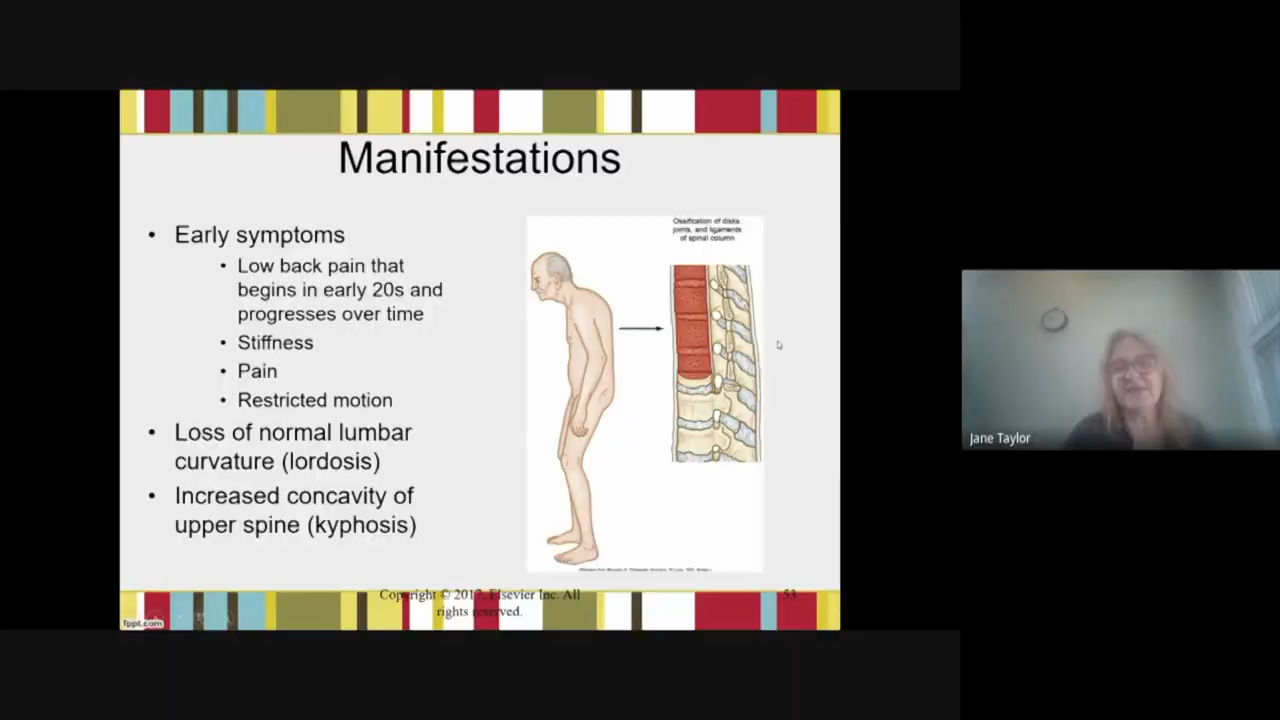 Manifestations
• Early symptoms
• Low back pain that
begins in early 20s and
progresses over time
• Stiffness
• Pain
• Restricted motion
• Loss of normal lumbar
curvature (lordosis)
• Increased concavity of
upper spine (kyphosis)
Ossification of disks,
joints, and ligaments
of spinal column
Copyright © 2017, Elsevier Inc. All
rights reserved.
53
fppt.com
Jane Taylor